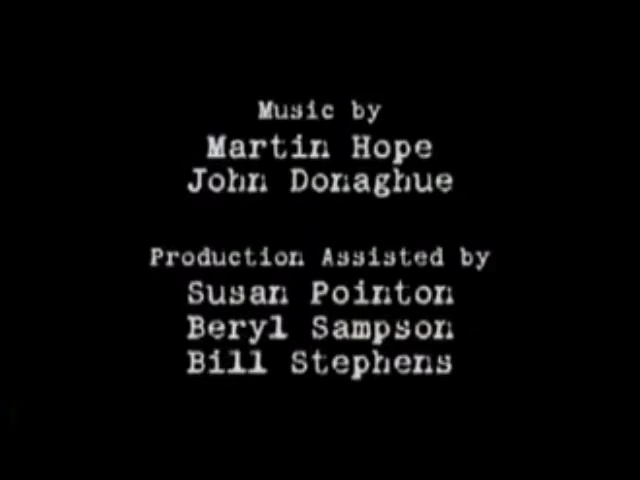 Music by
Martin Hope
John Donaghue
Production Assisted by
Susan Pointon
Beryl Sampson
Bill Stephens